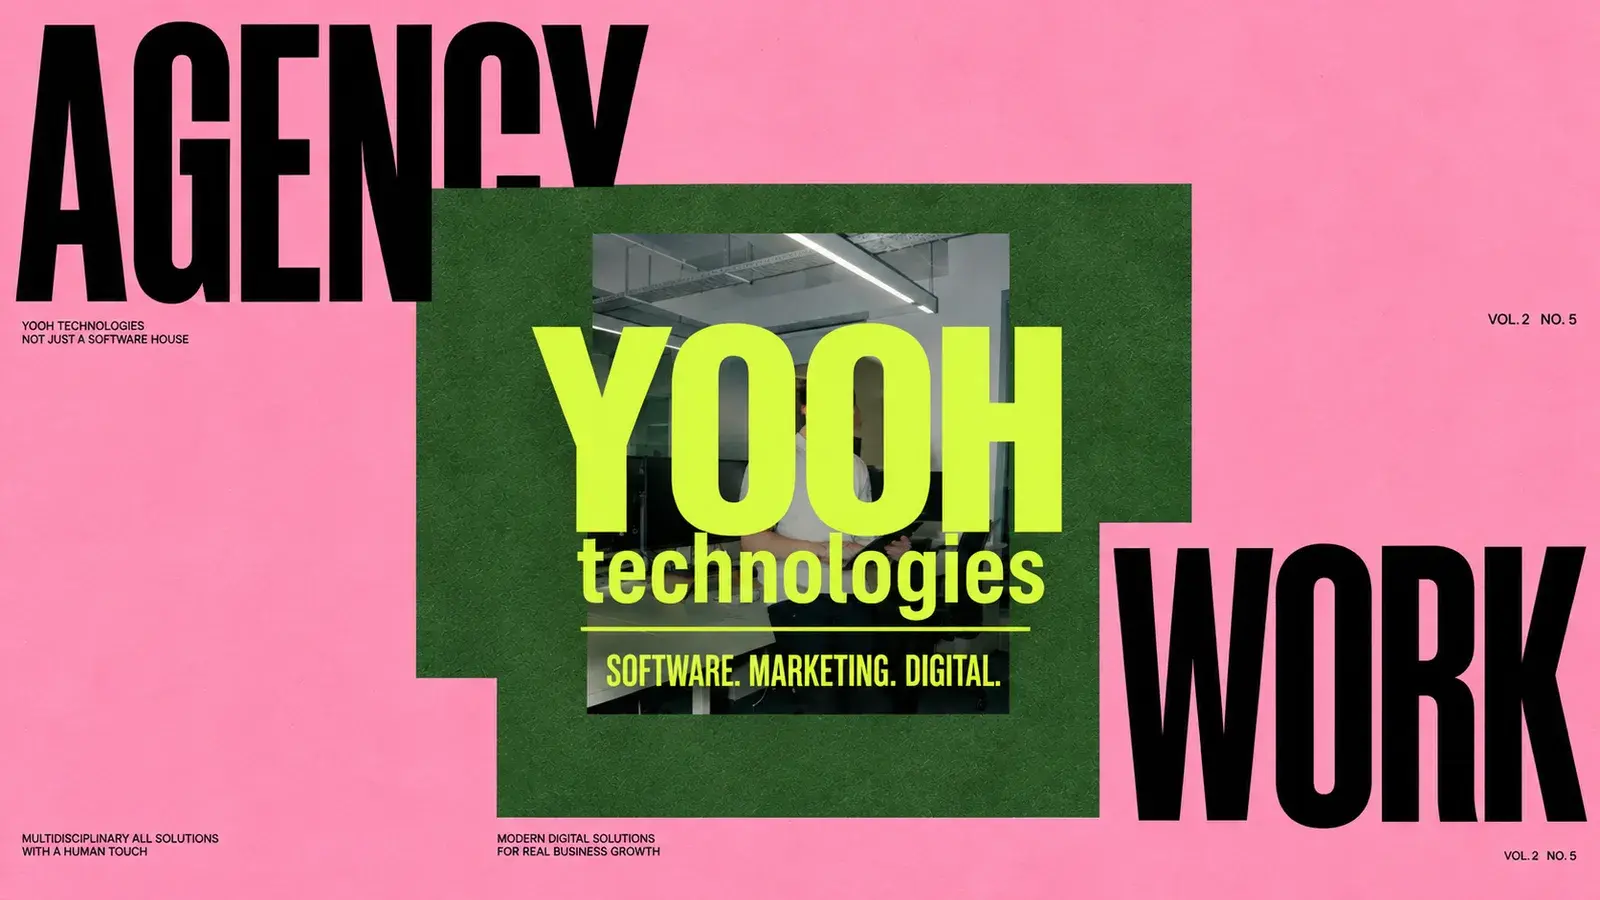 AGENCY
YOOH TECHNOLOGIES
NOT JUST A SOFTWARE HOUSE
VOL. 2 NO. 5
YOOH
technologies
SOFTWARE. MARKETING. DIGITAL.
WORK
MULTIDISCIPLINARY ALL SOLUTIONS
WITH A HUMAN TOUCH
MODERN DIGITAL SOLUTIONS
FOR REAL BUSINESS GROWTH
VOL. 2 NO. 5